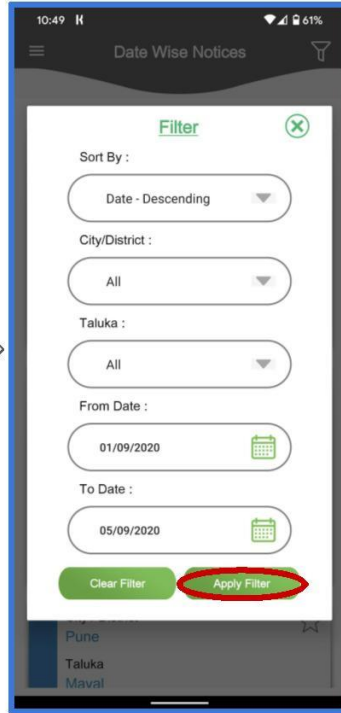 10:49 61%
Date Wise Notices
Filter
Sort By :
Date - Descending
City/District :
All
Taluka :
All
From Date :
01/09/2020
To Date :
05/09/2020
Clear Filter Apply Filter
Pune
Taluka
Maval